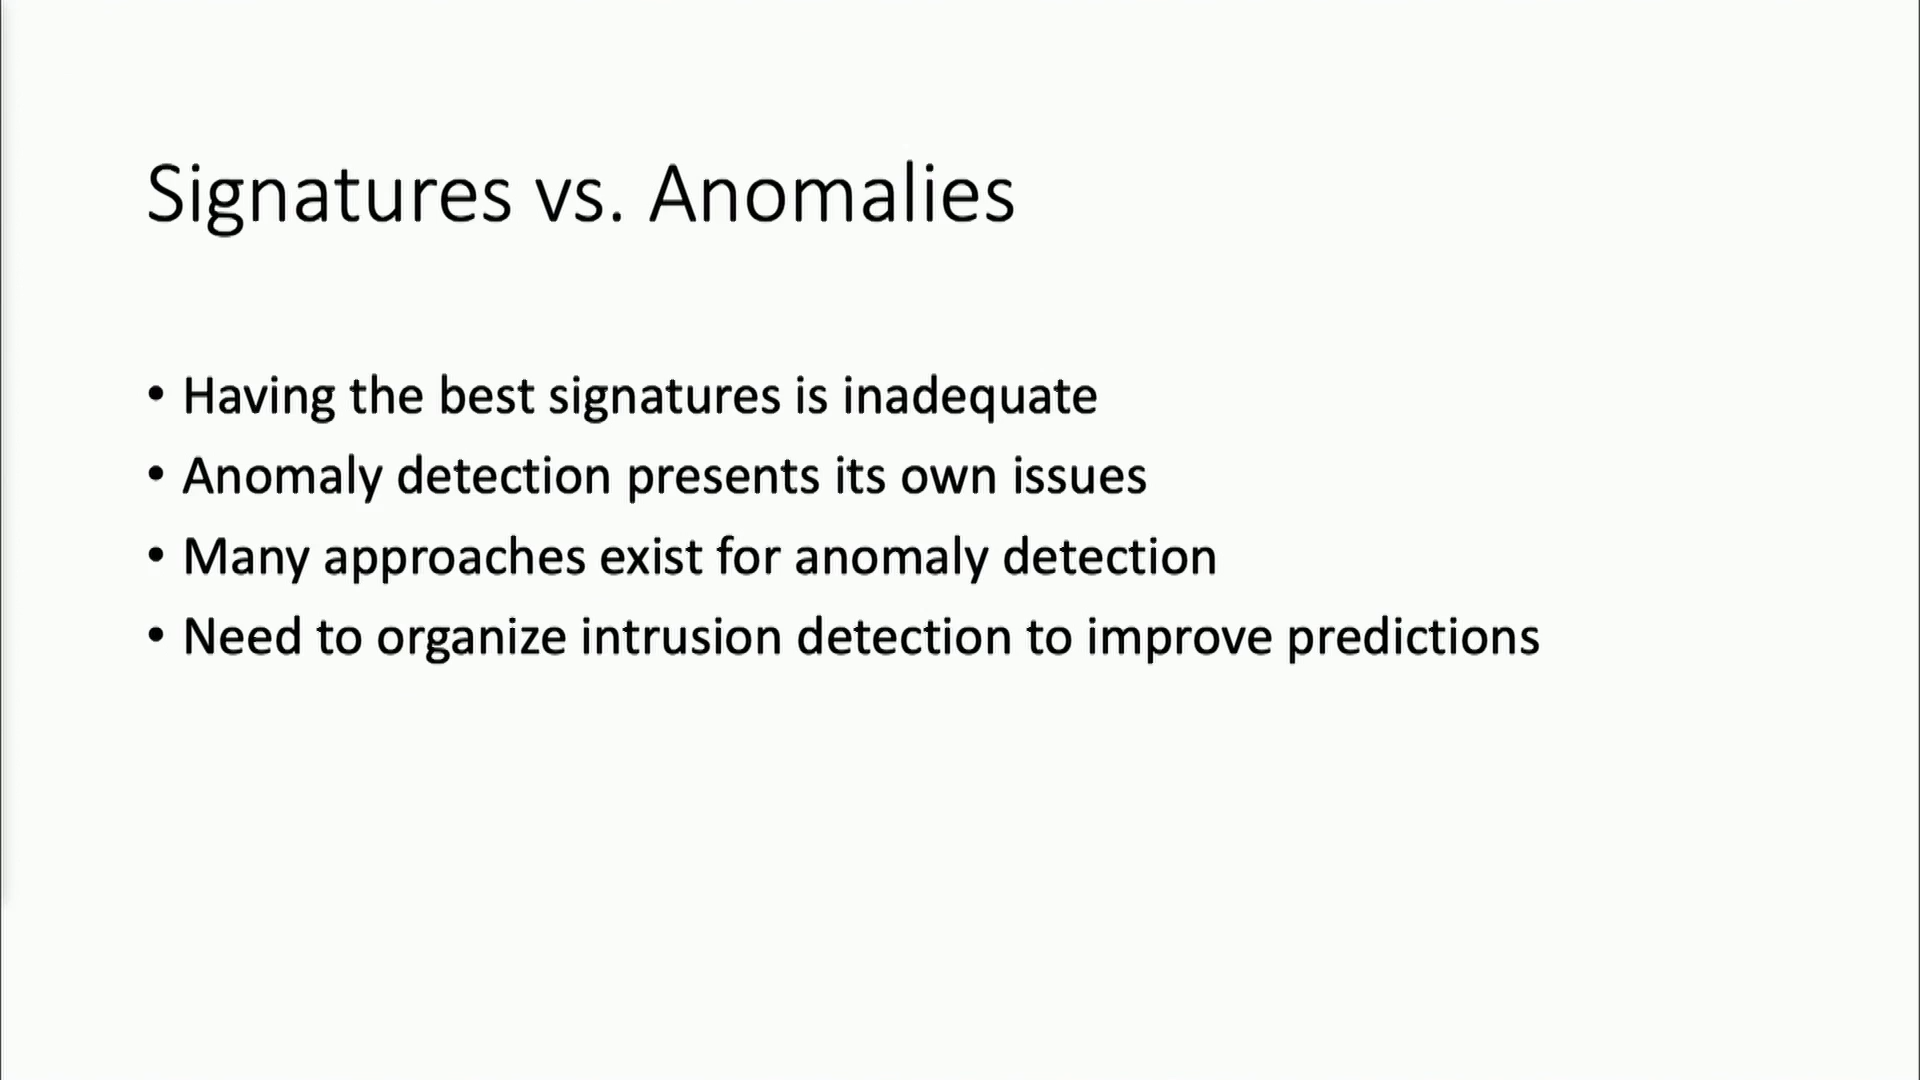 Signatures vs. Anomalies
• Having the best signatures is inadequate
• Anomaly detection presents its own issues
• Many approaches exist for anomaly detection
• Need to organize intrusion detection to improve predictions